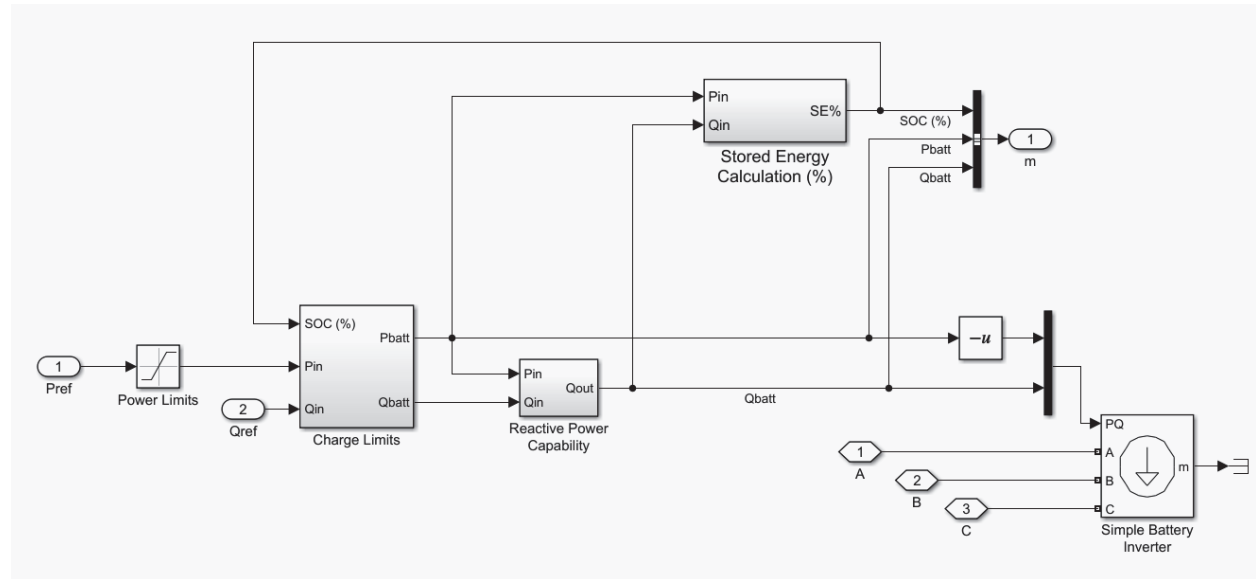 Pin
Qin
SE%
Stored Energy
Calculation (%)
SOC (%)
Pbatt
Qbatt
1
m
1
Pref
Power Limits
2
Qref
SOC (%)
Pin
Qin
Pbatt
Qbatt
Charge Limits
Pin
Qin
Qout
Reactive Power
Capability
Qbatt
-u
1
A
2
B
3
C
PQ
A
B
C
m
Simple Battery
Inverter